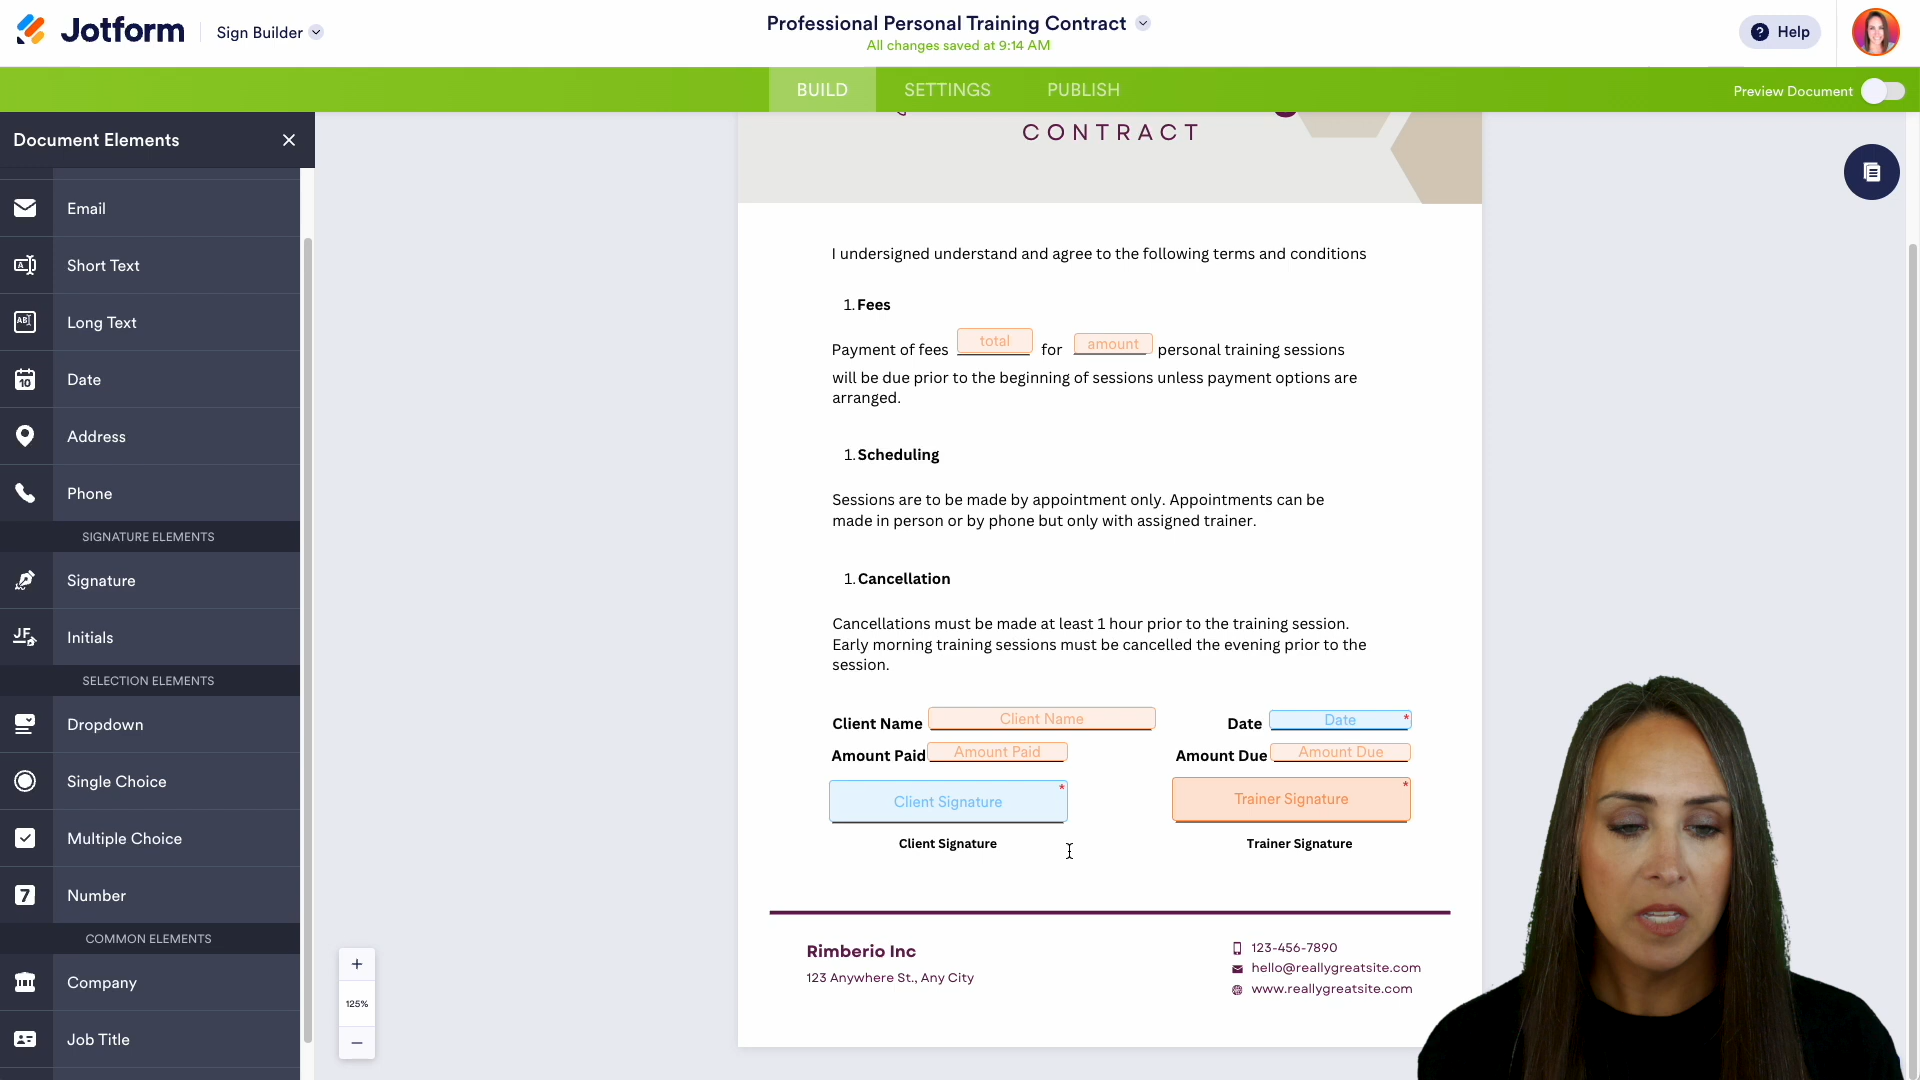 Jotform
Sign Builder
Professional Personal Training Contract
All changes saved at 9:14 AM
Help
BUILD
SETTINGS
PUBLISH
Preview Document
Document Elements
Email
Short Text
Long Text
Date
Address
Phone
SIGNATURE ELEMENTS
Signature
Initials
SELECTION ELEMENTS
Dropdown
Single Choice
Multiple Choice
Number
COMMON ELEMENTS
Company
Job Title
125%
CONTRACT
I undersigned understand and agree to the following terms and conditions
1. Fees
Payment of fees total for amount personal training sessions
will be due prior to the beginning of sessions unless payment options are
arranged.
1. Scheduling
Sessions are to be made by appointment only. Appointments can be
made in person or by phone but only with assigned trainer.
1. Cancellation
Cancellations must be made at least 1 hour prior to the training session.
Early morning training sessions must be cancelled the evening prior to the
session.
Client Name Client Name Date Date *
Amount Paid Amount Paid Amount Due Amount Due
Client Signature * Trainer Signature *
Client Signature Trainer Signature
Rimberio Inc
123 Anywhere St., Any City
123-456-7890
hello@reallygreatsite.com
www.reallygreatsite.com